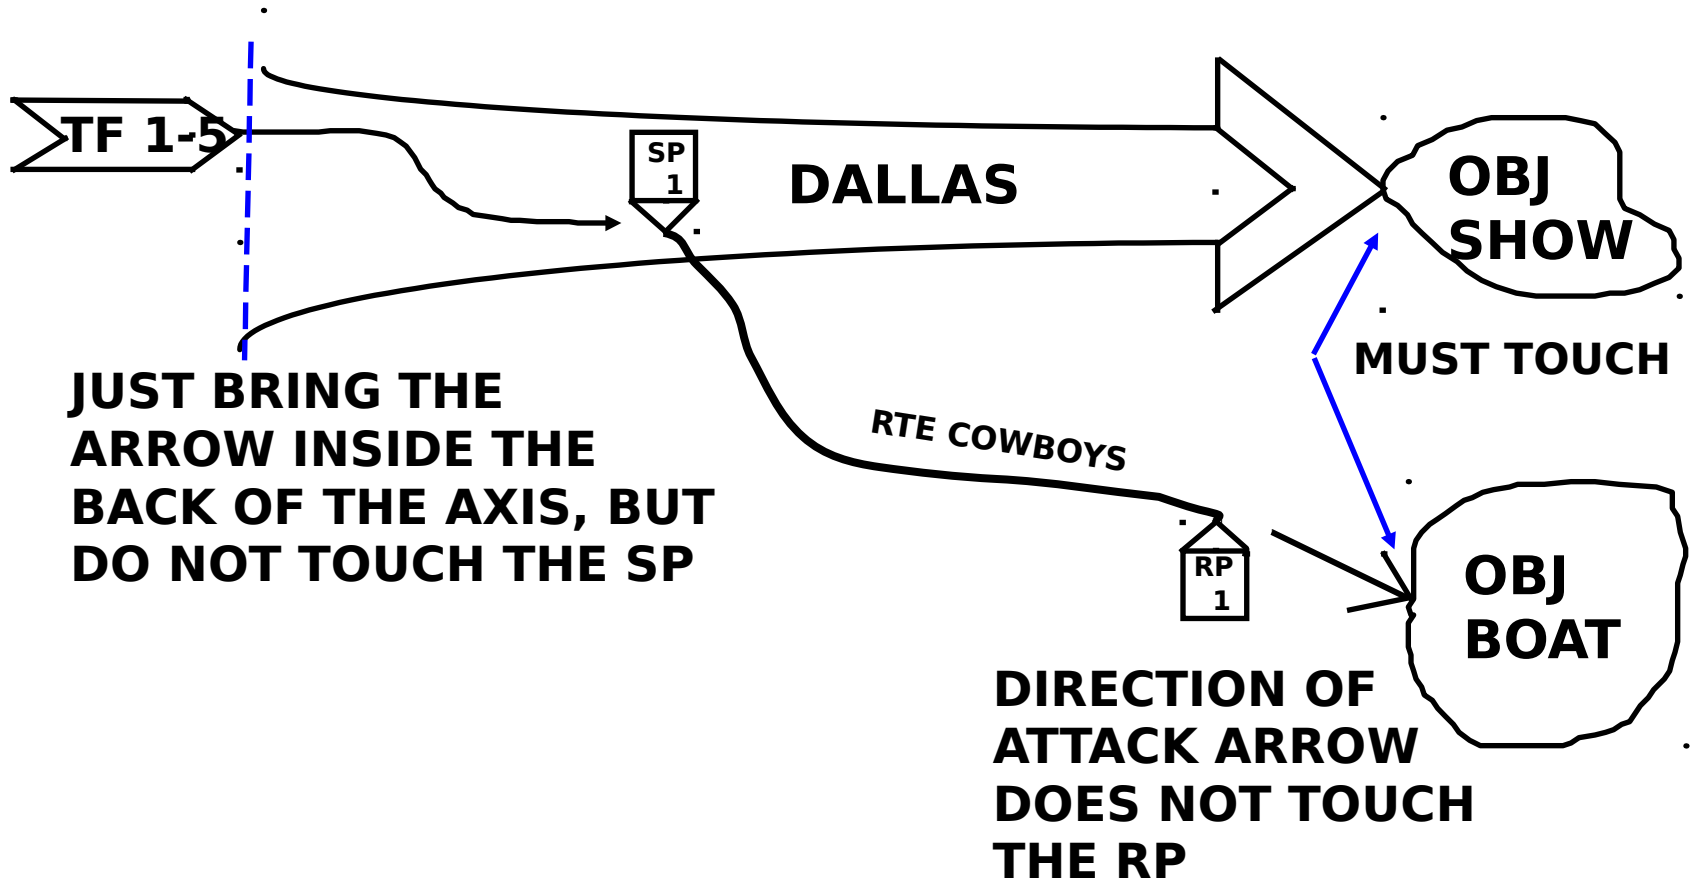 TF 1-5
SP
1
DALLAS
OBJ
SHOW
MUST TOUCH
JUST BRING THE
ARROW INSIDE THE
BACK OF THE AXIS, BUT
DO NOT TOUCH THE SP
RTE COWBOYS
RP
1
OBJ
BOAT
DIRECTION OF
ATTACK ARROW
DOES NOT TOUCH
THE RP